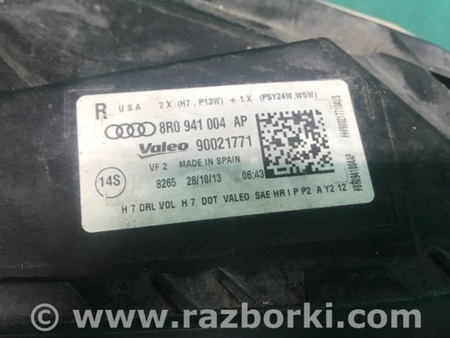 R USA 2 X (H7 , P13W) + 1 X (PSY24W, W5W)
8R0 941 004 AP
Valeo 90021771
VF 2 MADE IN SPAIN
14S
8265 28/10/13 06:43
H 7 DRL VOL H 7 DOT VALEO SAE HR I P P2 A Y2 12
#8R0941004AP
© www.razborki.com